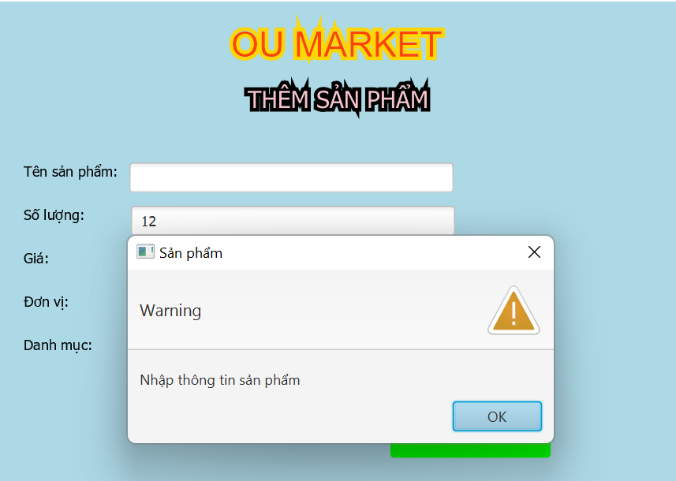 OU MARKET
THÊM SẢN PHẨM
Tên sản phẩm:
Số lượng:
12
Giá:
Đơn vị:
Danh mục:
Sản phẩm
Warning
Nhập thông tin sản phẩm
OK